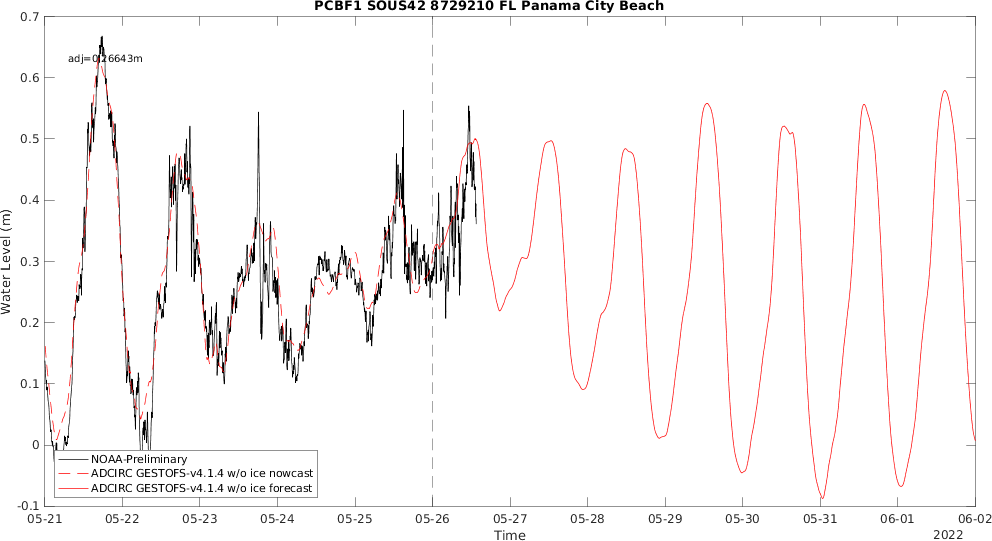 PCBF1 SOUS42 8729210 FL Panama City Beach
adj=0.26643m
Water Level (m)
0.7
0.6
0.5
0.4
0.3
0.2
0.1
0
-0.1
NOAA-Preliminary
ADCIRC GESTOFS-v4.1.4 w/o ice nowcast
ADCIRC GESTOFS-v4.1.4 w/o ice forecast
05-21 05-22 05-23 05-24 05-25 05-26 05-27 05-28 05-29 05-30 05-31 06-01 06-02
Time
2022